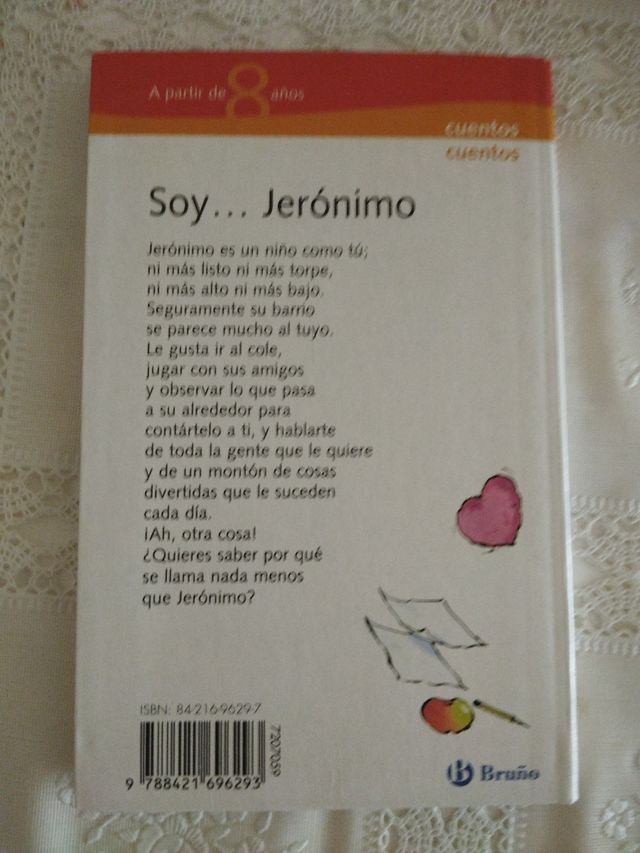 A partir de 8 años
cuentos
cuentos
Soy... Jerónimo
Jerónimo es un niño como tú;
ni más listo ni más torpe,
ni más alto ni más bajo.
Seguramente su barrio
se parece mucho al tuyo.
Le gusta ir al cole,
jugar con sus amigos
y observar lo que pasa
a su alrededor para
contártelo a ti, y hablarte
de toda la gente que le quiere
y de un montón de cosas
divertidas que le suceden
cada día.
¡Ah, otra cosa!
¿Quieres saber por qué
se llama nada menos
que Jerónimo?
ISBN: 84-216-9629-7
7207039
9 788421 696293
Bruño